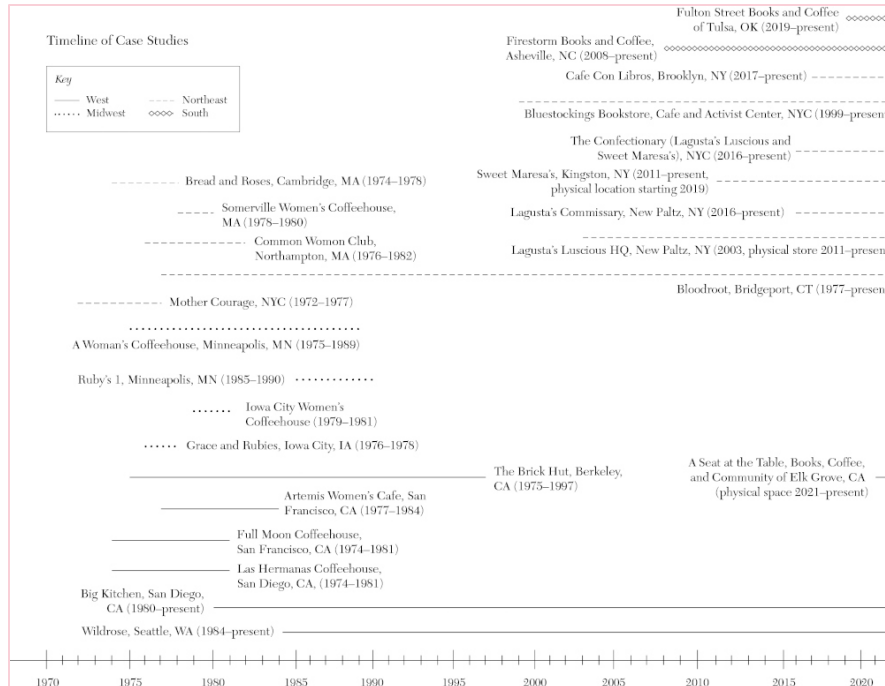 Timeline of Case Studies
Key
West
Northeast
Midwest
South
Fulton Street Books and Coffee
of Tulsa, OK (2019–present)
Firestorm Books and Coffee,
Asheville, NC (2008–present)
Cafe Con Libros, Brooklyn, NY (2017–present)
Bluestockings Bookstore, Cafe and Activist Center, NYC (1999–present
The Confectionary (Lagusta's Luscious and
Sweet Maresa's), NYC (2016–present)
Bread and Roses, Cambridge, MA (1974–1978)
Sweet Maresa's, Kingston, NY (2011–present,
physical location starting 2019)
Somerville Women's Coffeehouse,
MA (1978–1980)
Lagusta's Commissary, New Paltz, NY (2016–present)
Common Womon Club,
Northampton, MA (1976–1982)
Lagusta's Luscious HQ, New Paltz, NY (2003, physical store 2011–present
Bloodroot, Bridgeport, CT (1977–present
Mother Courage, NYC (1972–1977)
A Woman's Coffeehouse, Minneapolis, MN (1975–1989)
Ruby's 1, Minneapolis, MN (1985–1990)
Iowa City Women's
Coffeehouse (1979–1981)
Grace and Rubies, Iowa City, IA (1976–1978)
The Brick Hut, Berkeley,
CA (1975–1997)
A Seat at the Table, Books, Coffee,
and Community of Elk Grove, CA
(physical space 2021–present)
Artemis Women's Cafe, San
Francisco, CA (1977–1984)
Full Moon Coffeehouse,
San Francisco, CA (1974–1981)
Las Hermanas Coffeehouse,
San Diego, CA, (1974–1981)
Big Kitchen, San Diego,
CA (1980–present)
Wildrose, Seattle, WA (1984–present)
1970 1975 1980 1985 1990 1995 2000 2005 2010 2015 2020